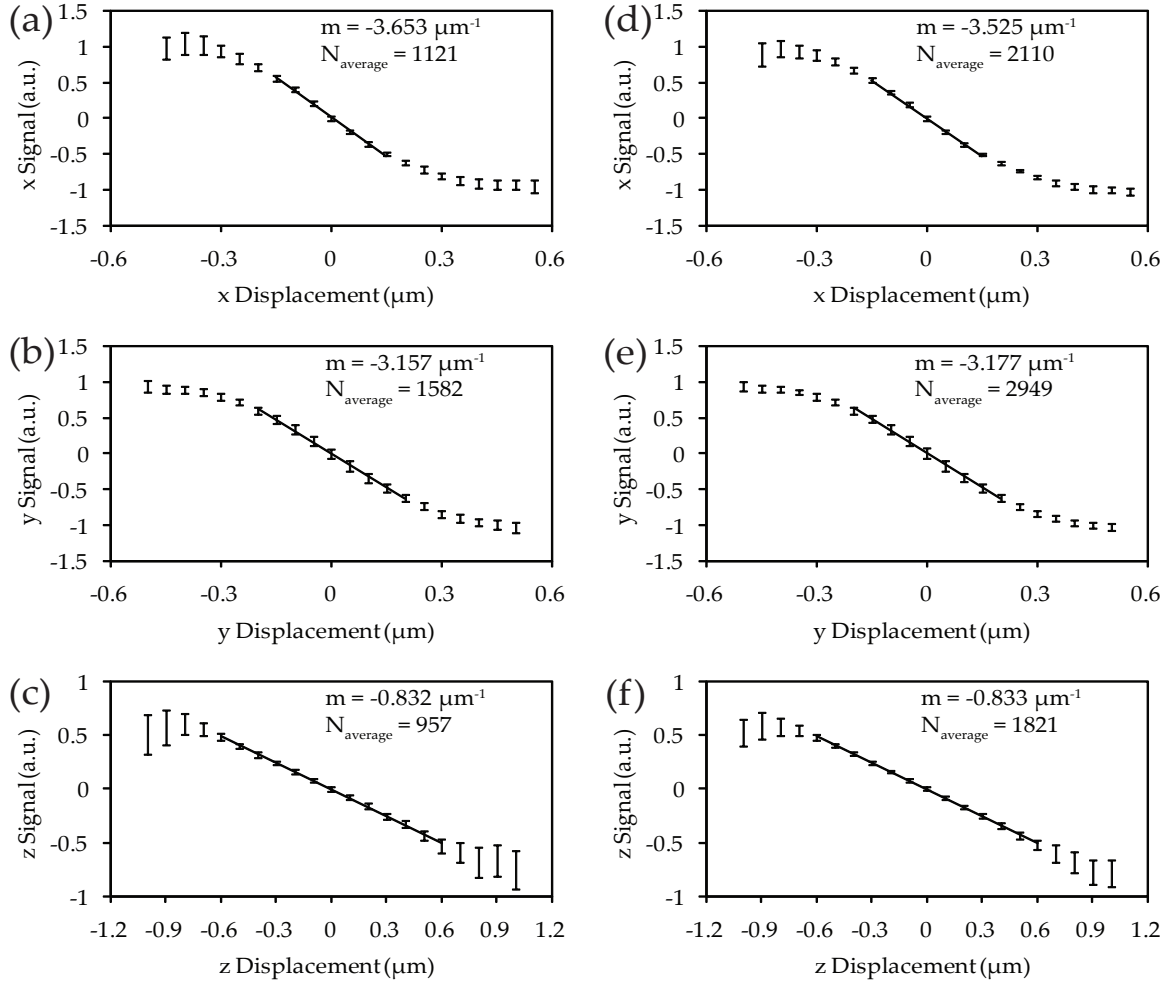 (a)
m = -3.653 µm⁻¹
N_average = 1121
1.5
1
0.5
0
-0.5
-1
-1.5
x Signal (a.u.)
-0.6 -0.3 0 0.3 0.6
x Displacement (µm)
(d)
m = -3.525 µm⁻¹
N_average = 2110
1.5
1
0.5
0
-0.5
-1
-1.5
x Signal (a.u.)
-0.6 -0.3 0 0.3 0.6
x Displacement (µm)
(b)
m = -3.157 µm⁻¹
N_average = 1582
1.5
1
0.5
0
-0.5
-1
-1.5
y Signal (a.u.)
-0.6 -0.3 0 0.3 0.6
y Displacement (µm)
(e)
m = -3.177 µm⁻¹
N_average = 2949
1.5
1
0.5
0
-0.5
-1
-1.5
y Signal (a.u.)
-0.6 -0.3 0 0.3 0.6
y Displacement (µm)
(c)
m = -0.832 µm⁻¹
N_average = 957
1
0.5
0
-0.5
-1
z Signal (a.u.)
-1.2 -0.9 -0.6 -0.3 0 0.3 0.6 0.9 1.2
z Displacement (µm)
(f)
m = -0.833 µm⁻¹
N_average = 1821
1
0.5
0
-0.5
-1
z Signal (a.u.)
-1.2 -0.9 -0.6 -0.3 0 0.3 0.6 0.9 1.2
z Displacement (µm)